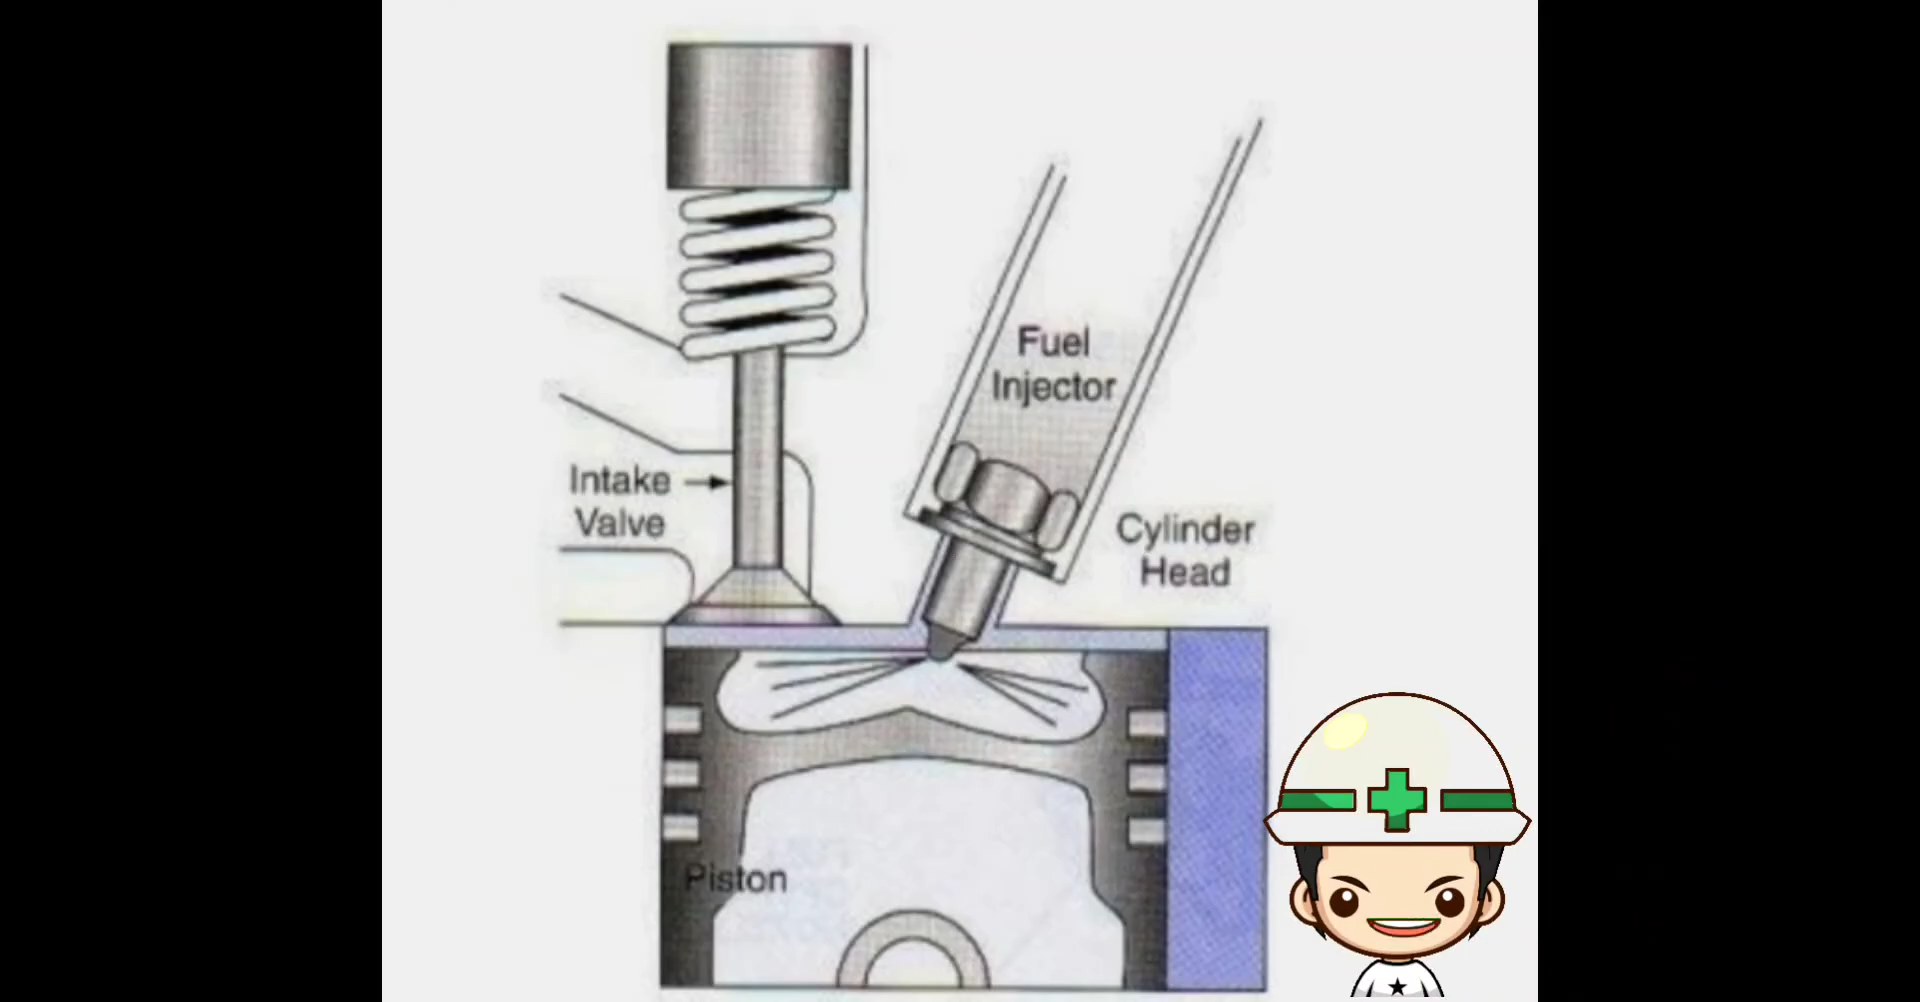 Fuel
Injector
Intake
Valve
Cylinder
Head
Piston